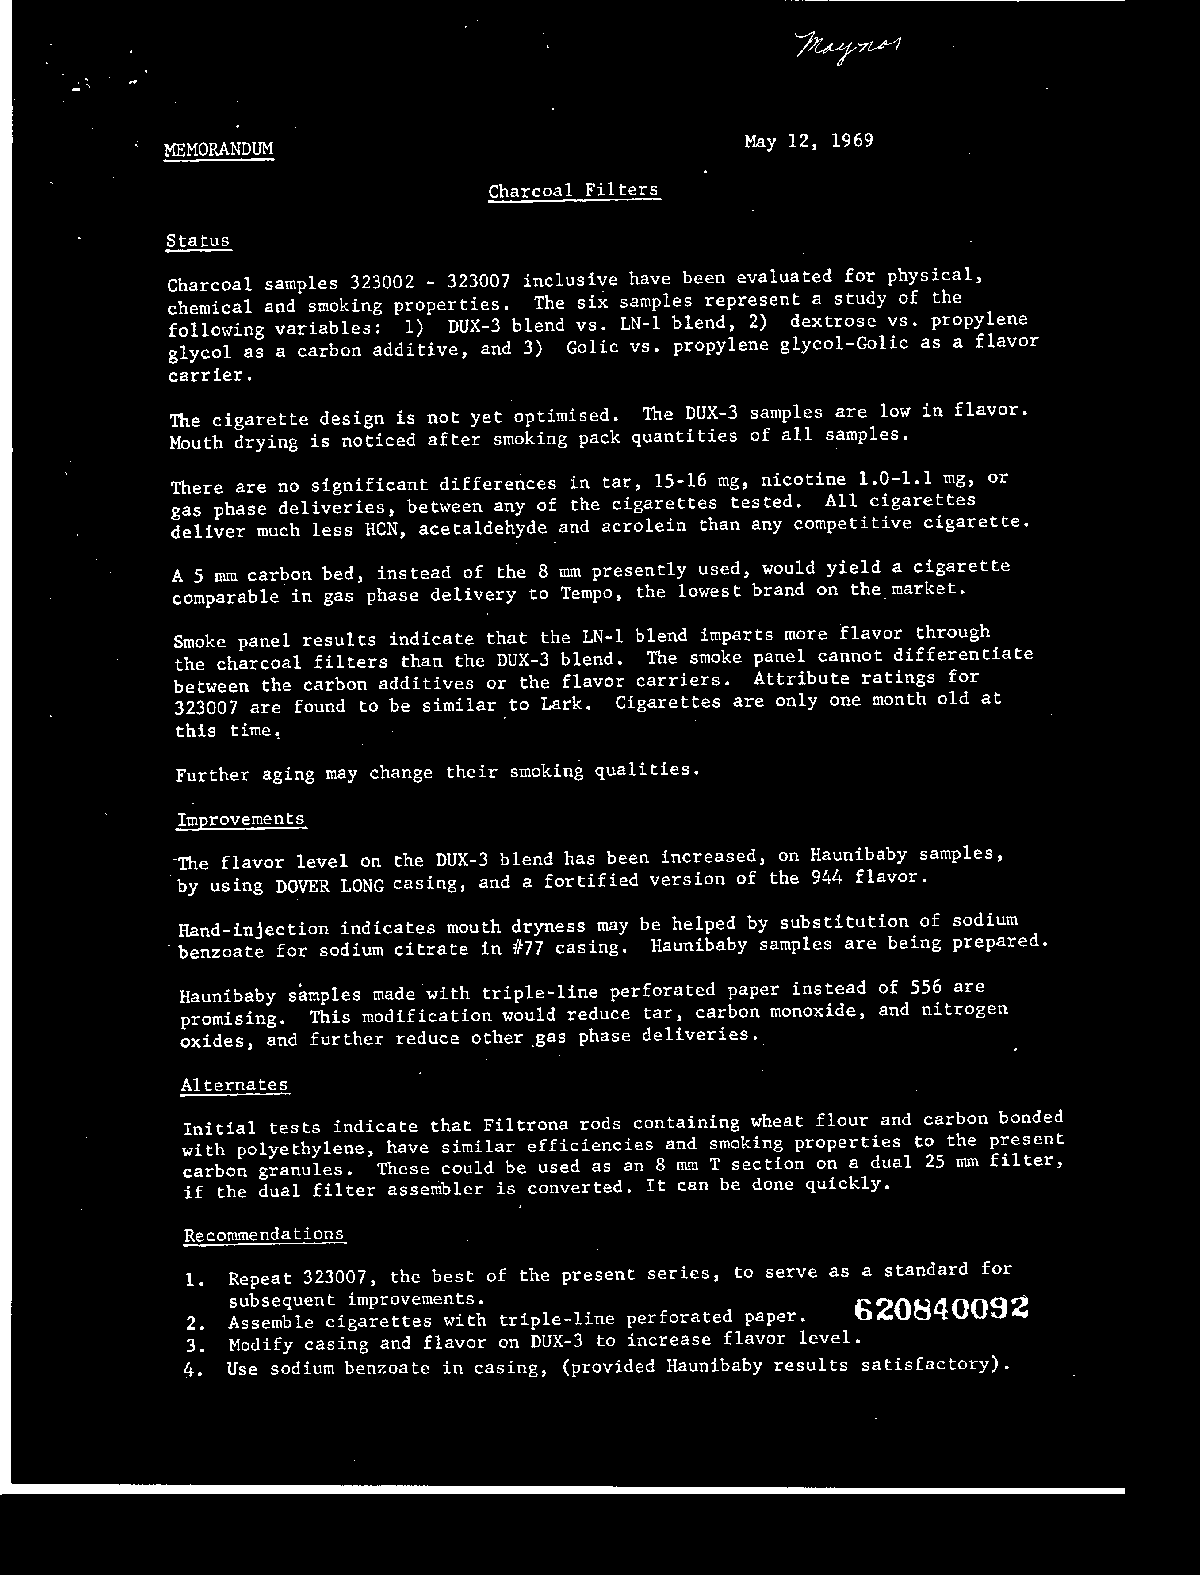 Maynor
MEMORANDUM
May 12, 1969
Charcoal Filters
Status
Charcoal samples 323002 - 323007 inclusive have been evaluated for physical,
chemical and smoking properties. The six samples represent a study of the
following variables: 1) DUX-3 blend vs. LN-1 blend, 2) dextrose vs. propylene
glycol as a carbon additive, and 3) Golic vs. propylene glycol-Golic as a flavor
carrier.
The cigarette design is not yet optimised. The DUX-3 samples are low in flavor.
Mouth drying is noticed after smoking pack quantities of all samples.
There are no significant differences in tar, 15-16 mg, nicotine 1.0-1.1 mg, or
gas phase deliveries, between any of the cigarettes tested. All cigarettes
deliver much less HCN, acetaldehyde and acrolein than any competitive cigarette.
A 5 mm carbon bed, instead of the 8 mm presently used, would yield a cigarette
comparable in gas phase delivery to Tempo, the lowest brand on the market.
Smoke panel results indicate that the LN-1 blend imparts more flavor through
the charcoal filters than the DUX-3 blend. The smoke panel cannot differentiate
between the carbon additives or the flavor carriers. Attribute ratings for
323007 are found to be similar to Lark. Cigarettes are only one month old at
this time.
Further aging may change their smoking qualities.
Improvements
The flavor level on the DUX-3 blend has been increased, on Haunibaby samples,
by using DOVER LONG casing, and a fortified version of the 944 flavor.
Hand-injection indicates mouth dryness may be helped by substitution of sodium
benzoate for sodium citrate in #77 casing. Haunibaby samples are being prepared.
Haunibaby samples made with triple-line perforated paper instead of 556 are
promising. This modification would reduce tar, carbon monoxide, and nitrogen
oxides, and further reduce other gas phase deliveries.
Alternates
Initial tests indicate that Filtrona rods containing wheat flour and carbon bonded
with polyethylene, have similar efficiencies and smoking properties to the present
carbon granules. These could be used as an 8 mm T section on a dual 25 mm filter,
if the dual filter assembler is converted. It can be done quickly.
Recommendations
1. Repeat 323007, the best of the present series, to serve as a standard for
subsequent improvements.
2. Assemble cigarettes with triple-line perforated paper.
620840092
3. Modify casing and flavor on DUX-3 to increase flavor level.
4. Use sodium benzoate in casing, (provided Haunibaby results satisfactory).